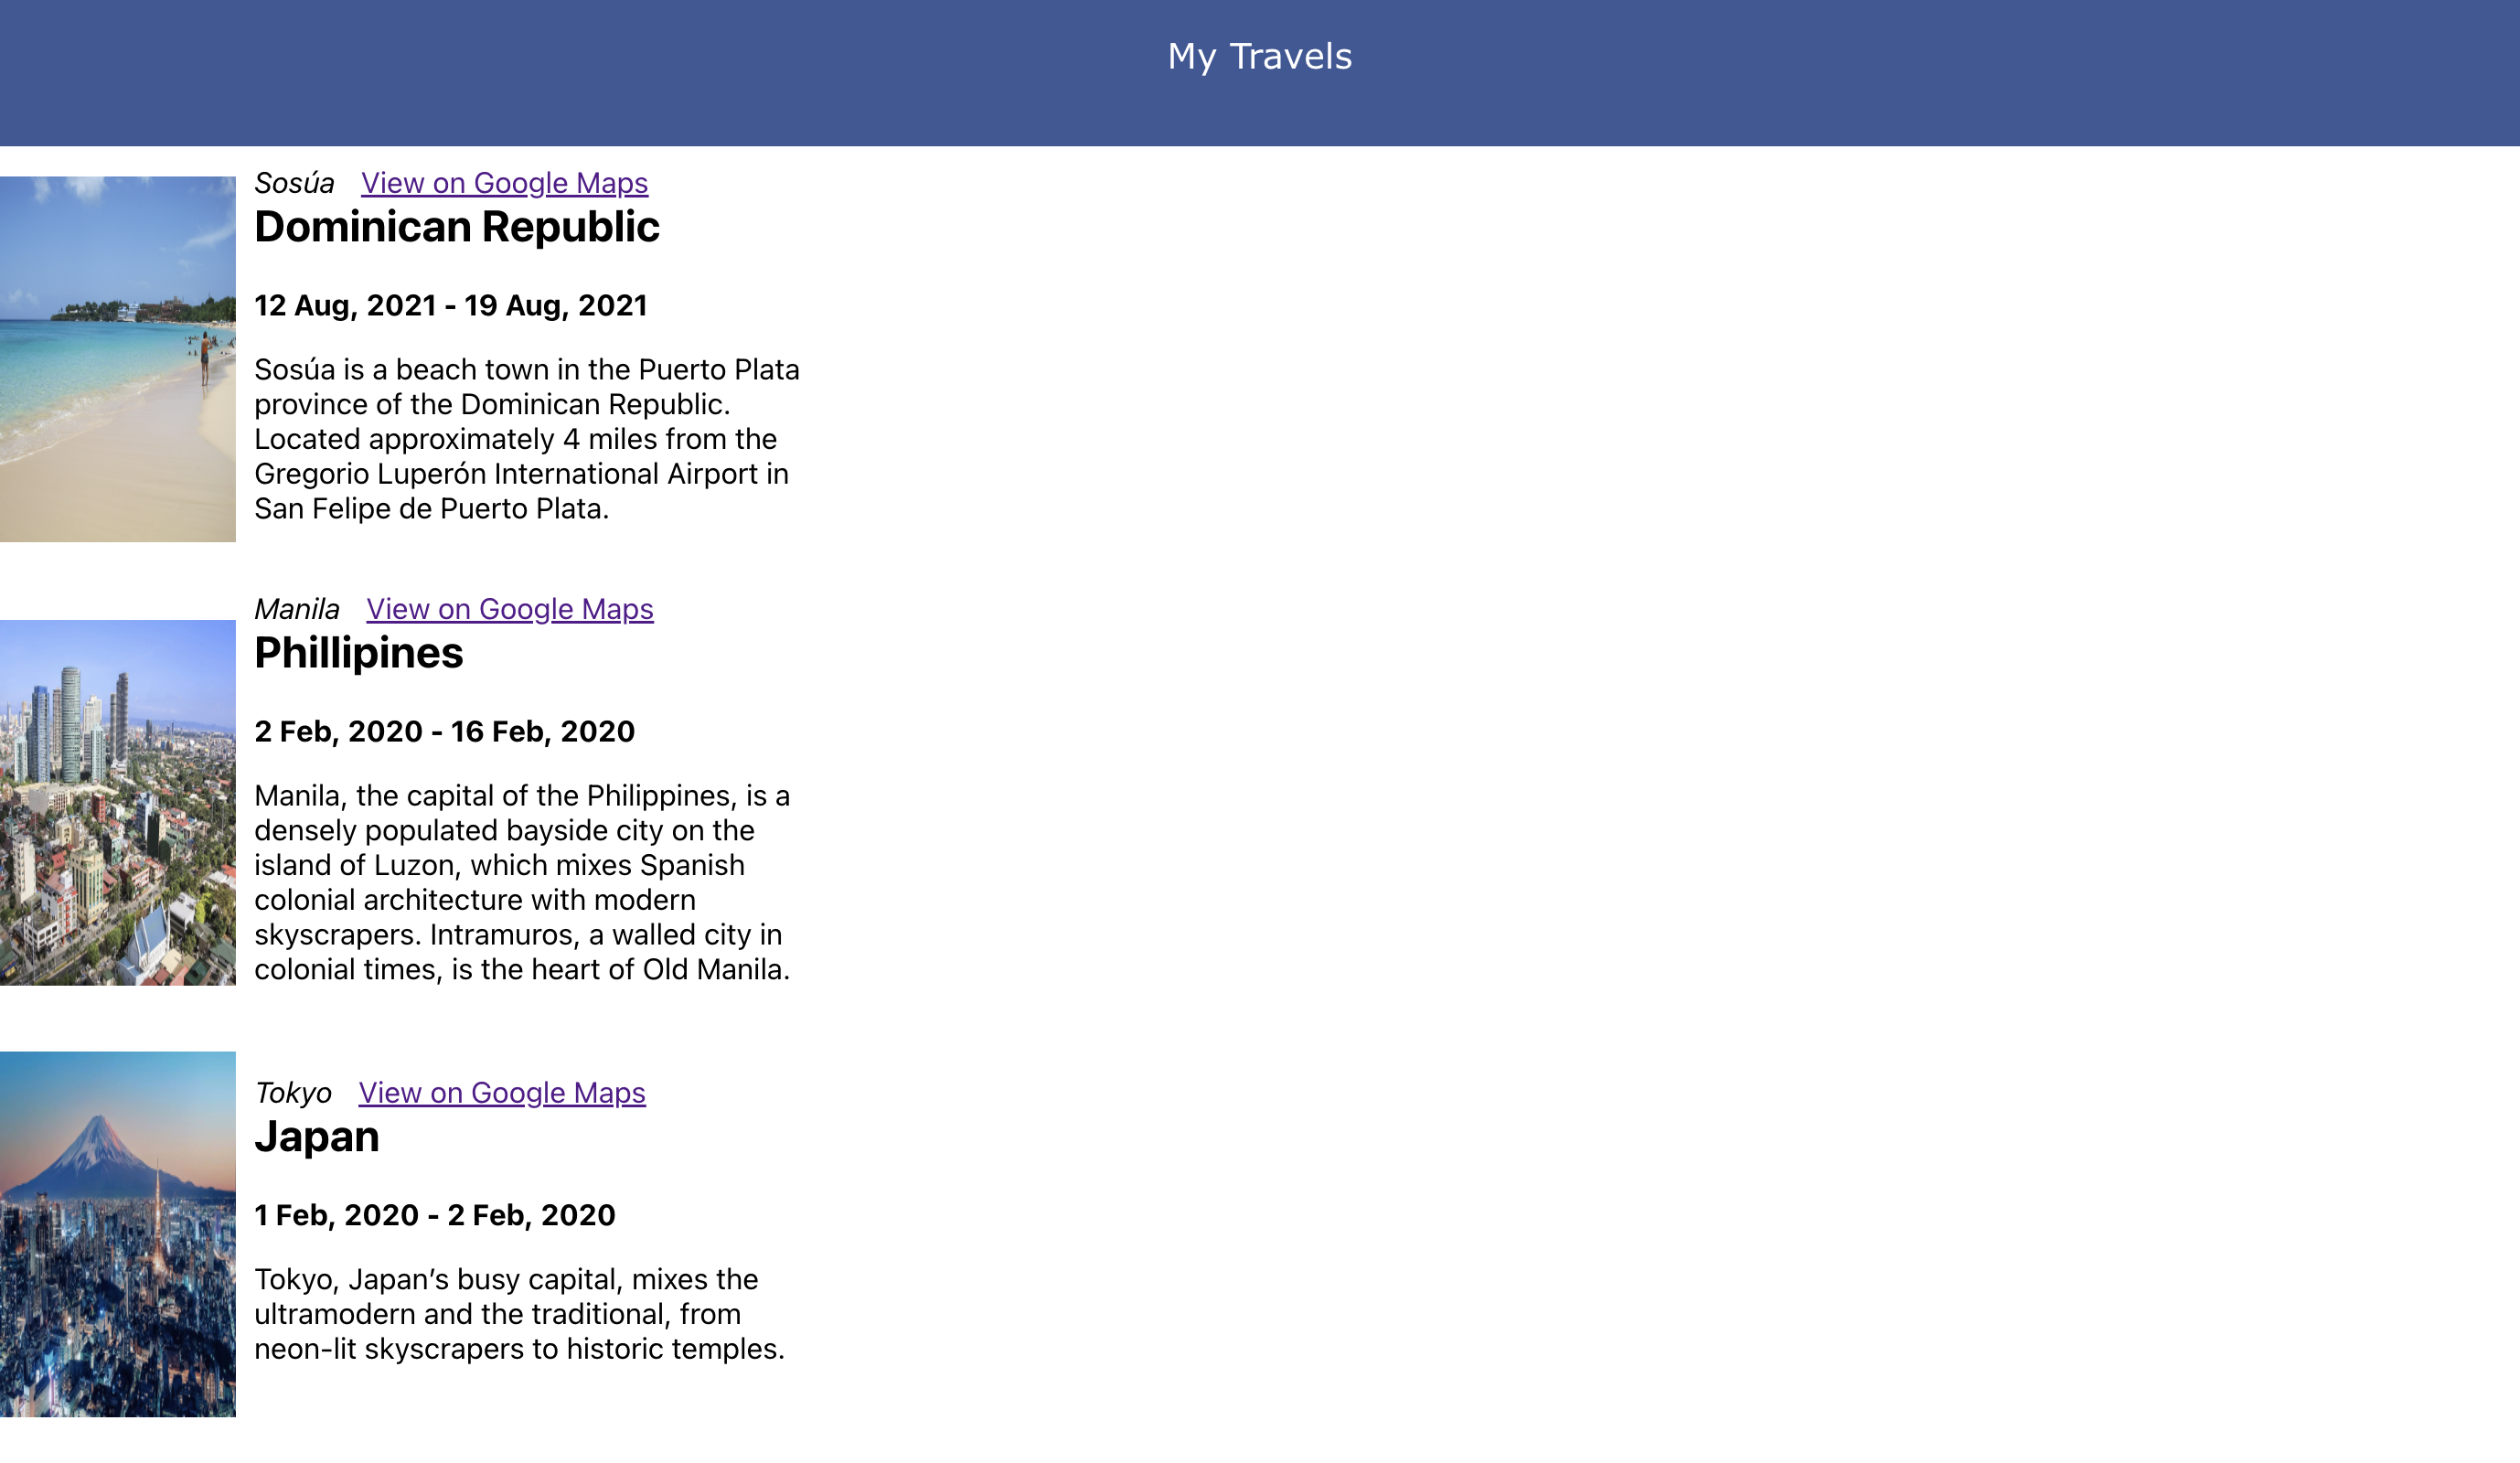 My Travels
Sosúa View on Google Maps
Dominican Republic
12 Aug, 2021 - 19 Aug, 2021
Sosúa is a beach town in the Puerto Plata
province of the Dominican Republic.
Located approximately 4 miles from the
Gregorio Luperón International Airport in
San Felipe de Puerto Plata.
Manila View on Google Maps
Phillipines
2 Feb, 2020 - 16 Feb, 2020
Manila, the capital of the Philippines, is a
densely populated bayside city on the
island of Luzon, which mixes Spanish
colonial architecture with modern
skyscrapers. Intramuros, a walled city in
colonial times, is the heart of Old Manila.
Tokyo View on Google Maps
Japan
1 Feb, 2020 - 2 Feb, 2020
Tokyo, Japan’s busy capital, mixes the
ultramodern and the traditional, from
neon-lit skyscrapers to historic temples.